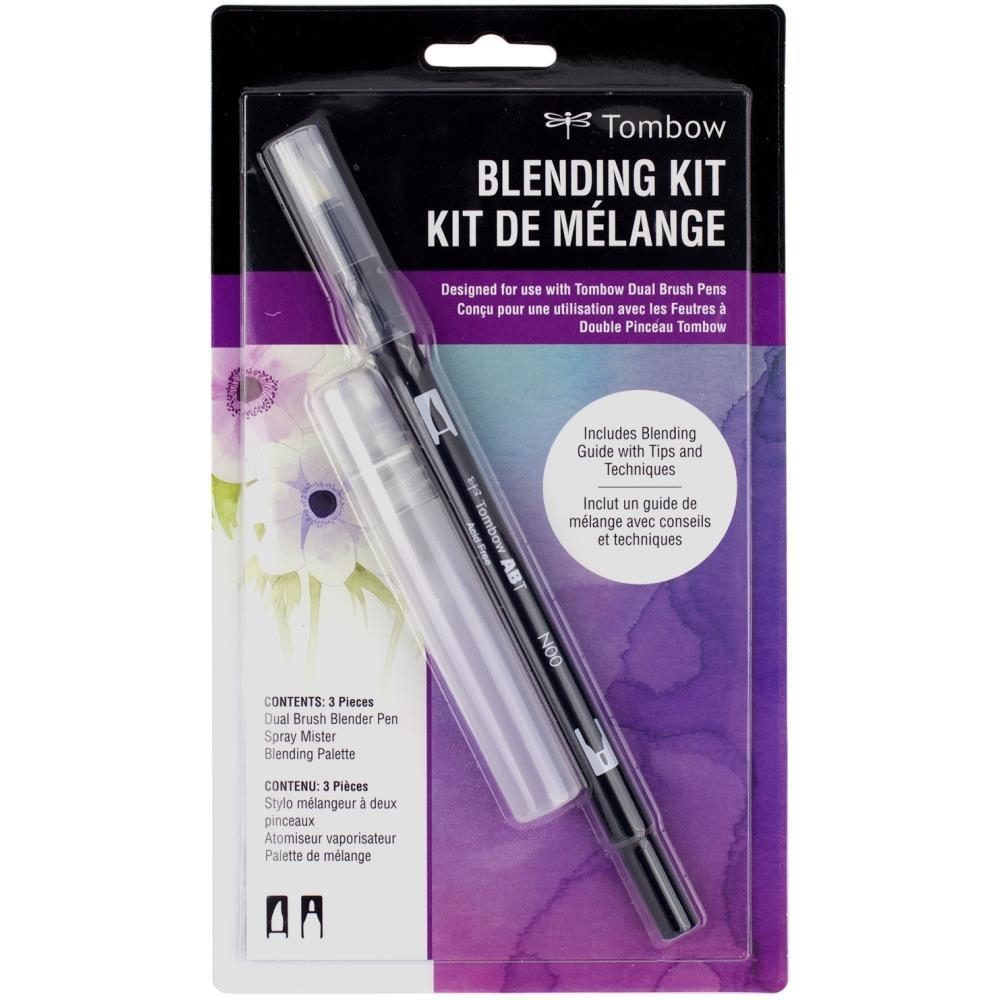 Tombow
BLENDING KIT
KIT DE MÉLANGE
Designed for use with Tombow Dual Brush Pens
Conçu pour une utilisation avec les Feutres à
Double Pinceau Tombow
Includes Blending
Guide with Tips and
Techniques
Inclut un guide de
mélange avec conseils
et techniques
Tombow ABT
Acid Free
N00
CONTENTS: 3 Pieces
Dual Brush Blender Pen
Spray Mister
Blending Palette
CONTENU: 3 Pièces
Stylo mélangeur à deux
pinceaux
Atomiseur vaporisateur
Palette de mélange